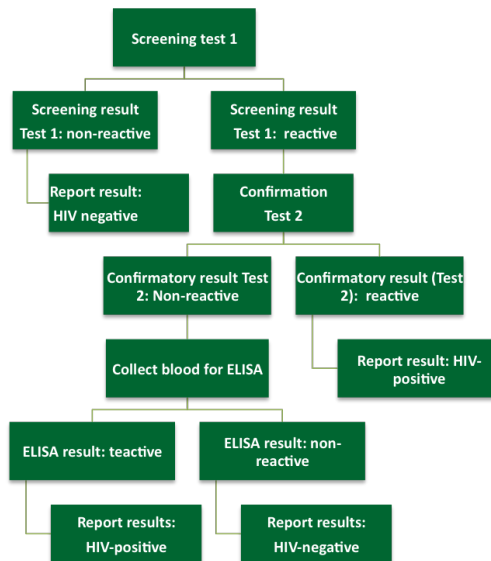 Screening test 1
Screening result
Test 1: non-reactive
Screening result
Test 1: reactive
Report result:
HIV negative
Confirmation
Test 2
Confirmatory result Test
2: Non-reactive
Confirmatory result (Test
2): reactive
Collect blood for ELISA
Report result: HIV-
positive
ELISA result: teactive
ELISA result: non-
reactive
Report results:
HIV-positive
Report results:
HIV-negative